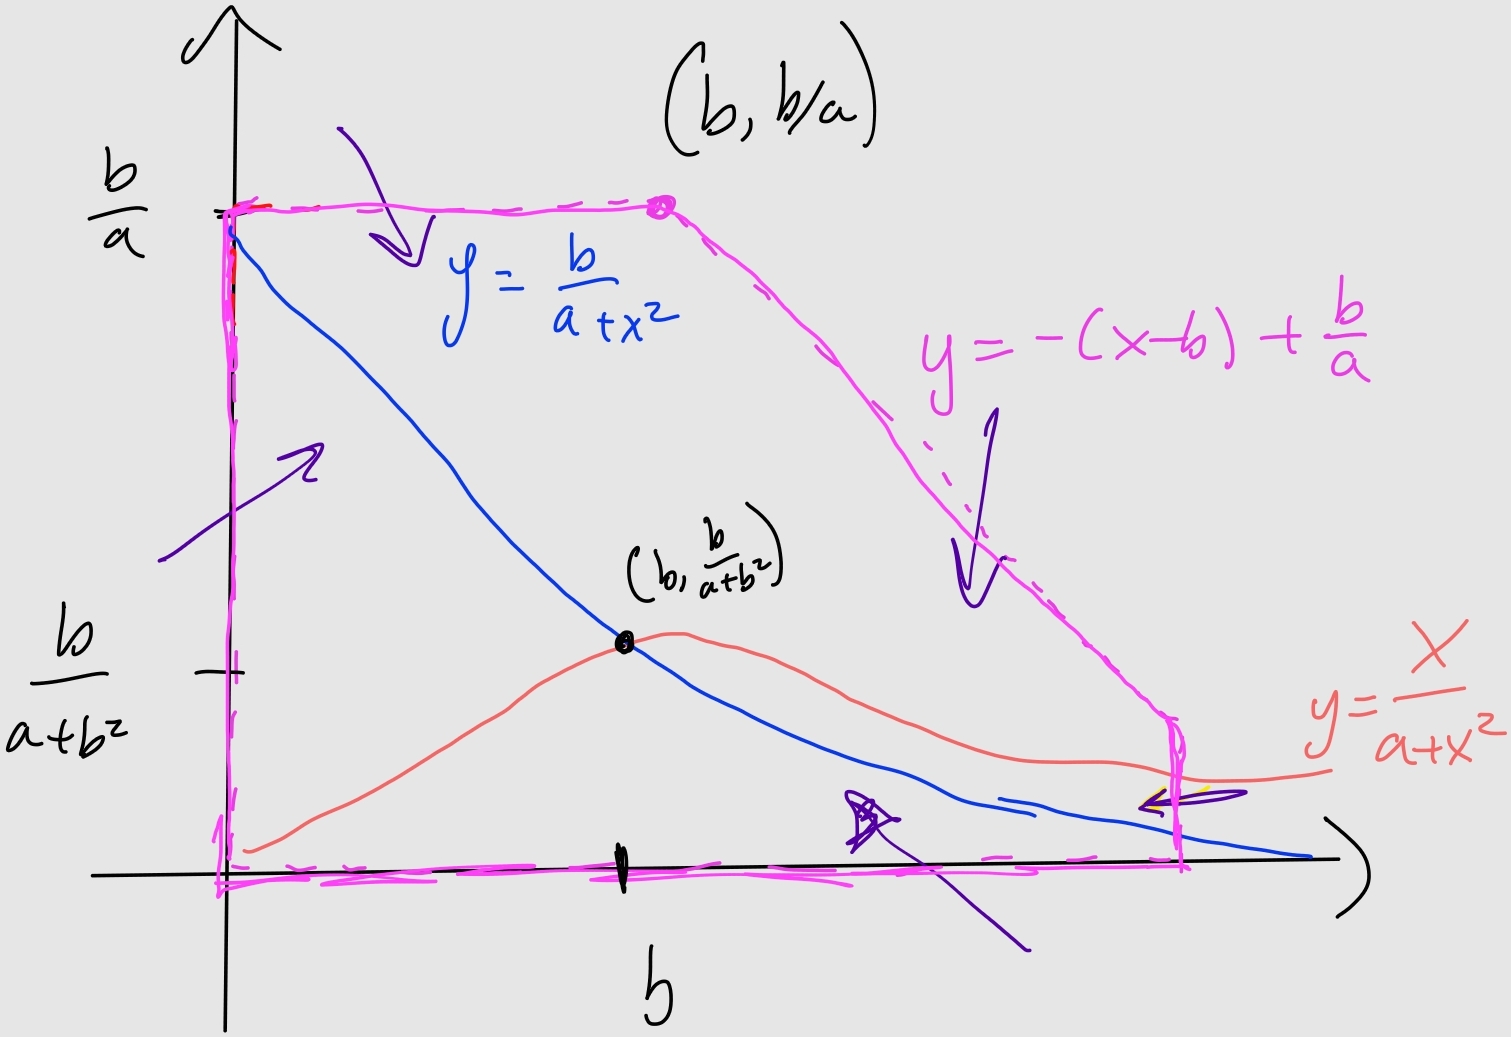 (b, b/a)
b/a
y = b/(a+x²)
y = -(x-b) + b/a
(b, b/(a+b²))
b/(a+b²)
y = x/(a+x²)
b